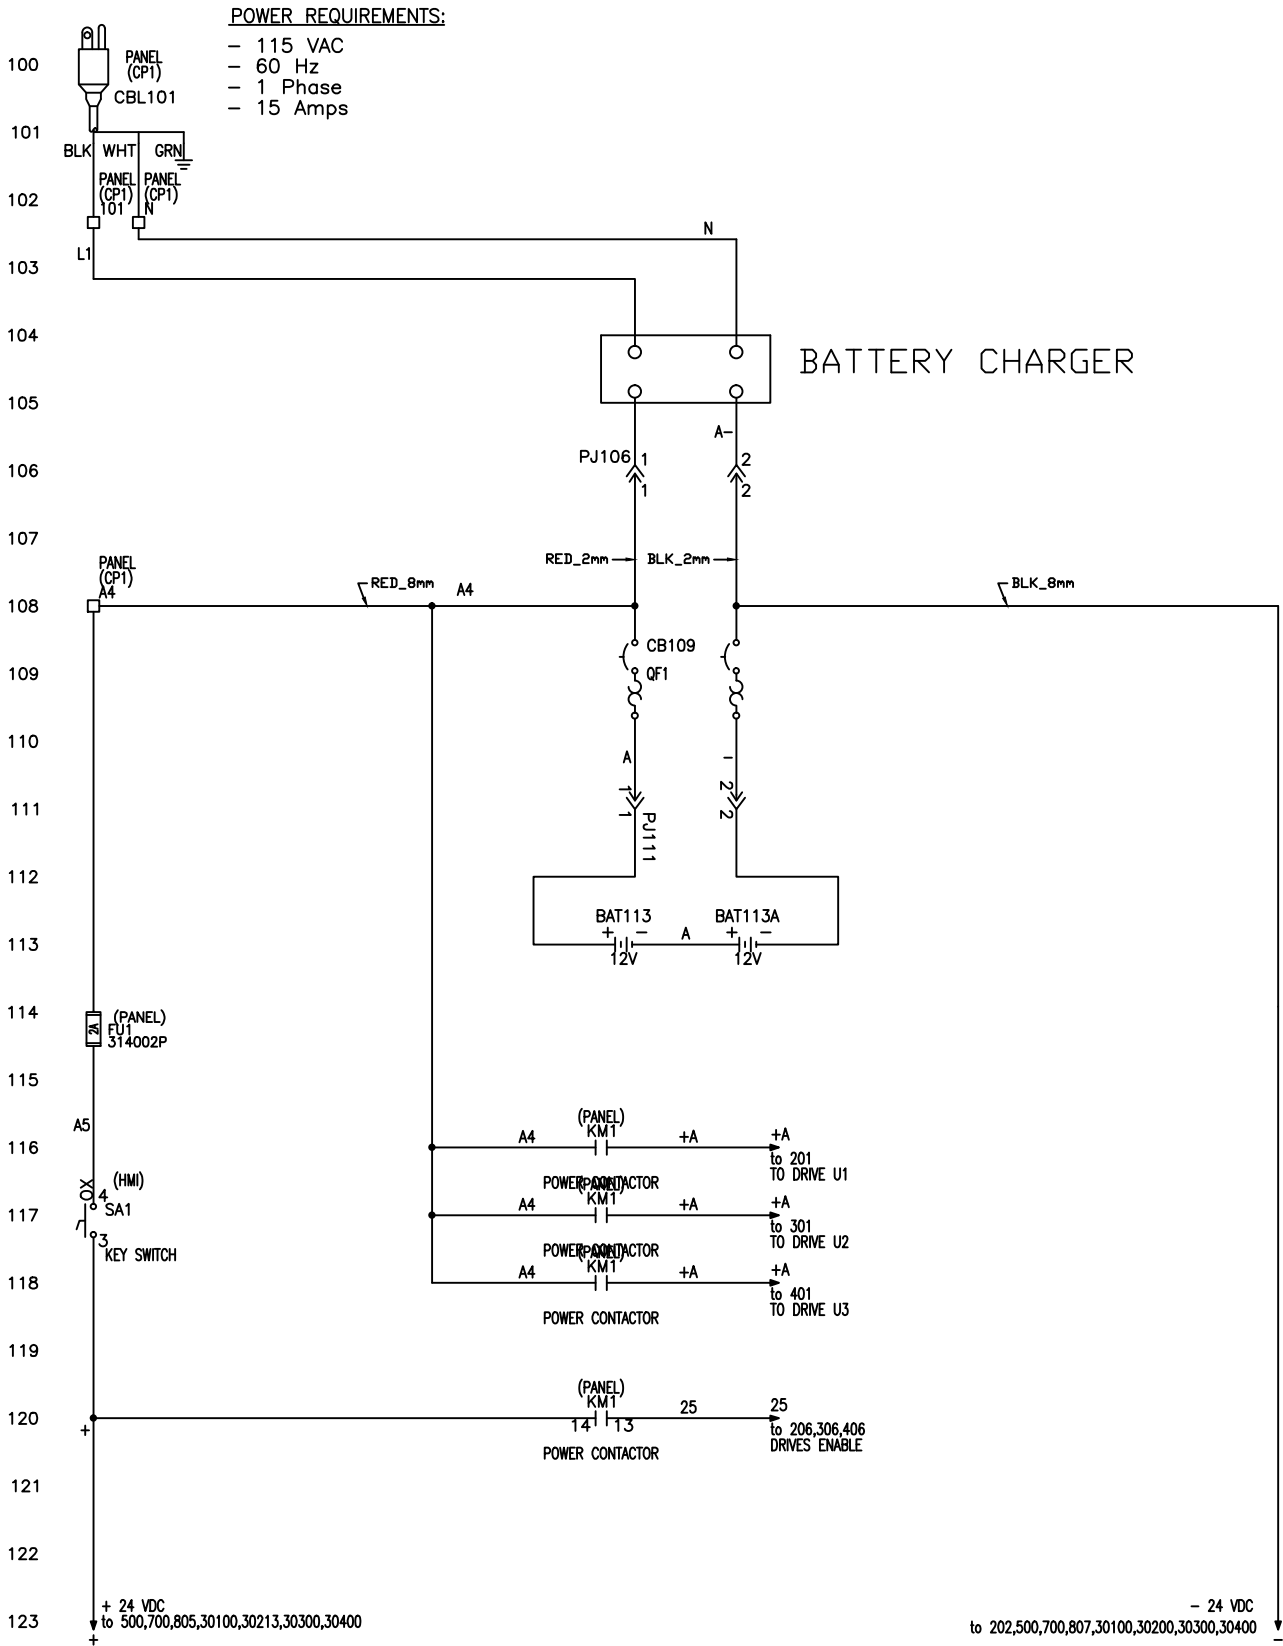 POWER REQUIREMENTS:
- 115 VAC
- 60 Hz
- 1 Phase
- 15 Amps
100
PANEL
(CP1)
CBL101
101
BLK WHT GRN
PANEL PANEL
(CP1) (CP1)
101 N
102
N
L1
103
104
BATTERY CHARGER
105
A-
PJ106 1 2
106
1 2
107
RED_2mm BLK_2mm
PANEL
(CP1)
A4
RED_8mm A4
BLK_8mm
108
CB109
109
QF1
110
A -
1 2
111
1 2
PJ111
112
BAT113 BAT113A
+ - A + -
113
12V 12V
114
(PANEL)
2A FU1
314002P
115
A5
(PANEL)
KM1
116
A4 +A +A
to 201
TO DRIVE U1
POWER CONTACTOR
OX (HMI)
4
SA1
117
3
KEY SWITCH
(PANEL)
KM1
A4 +A +A
to 301
TO DRIVE U2
POWER CONTACTOR
(PANEL)
KM1
118
A4 +A +A
to 401
TO DRIVE U3
POWER CONTACTOR
119
(PANEL)
KM1
120
14 13 25 25
to 206,306,406
DRIVES ENABLE
+
POWER CONTACTOR
121
122
+ 24 VDC
123
to 500,700,805,30100,30213,30300,30400
+
- 24 VDC
to 202,500,700,807,30100,30200,30300,30400
-